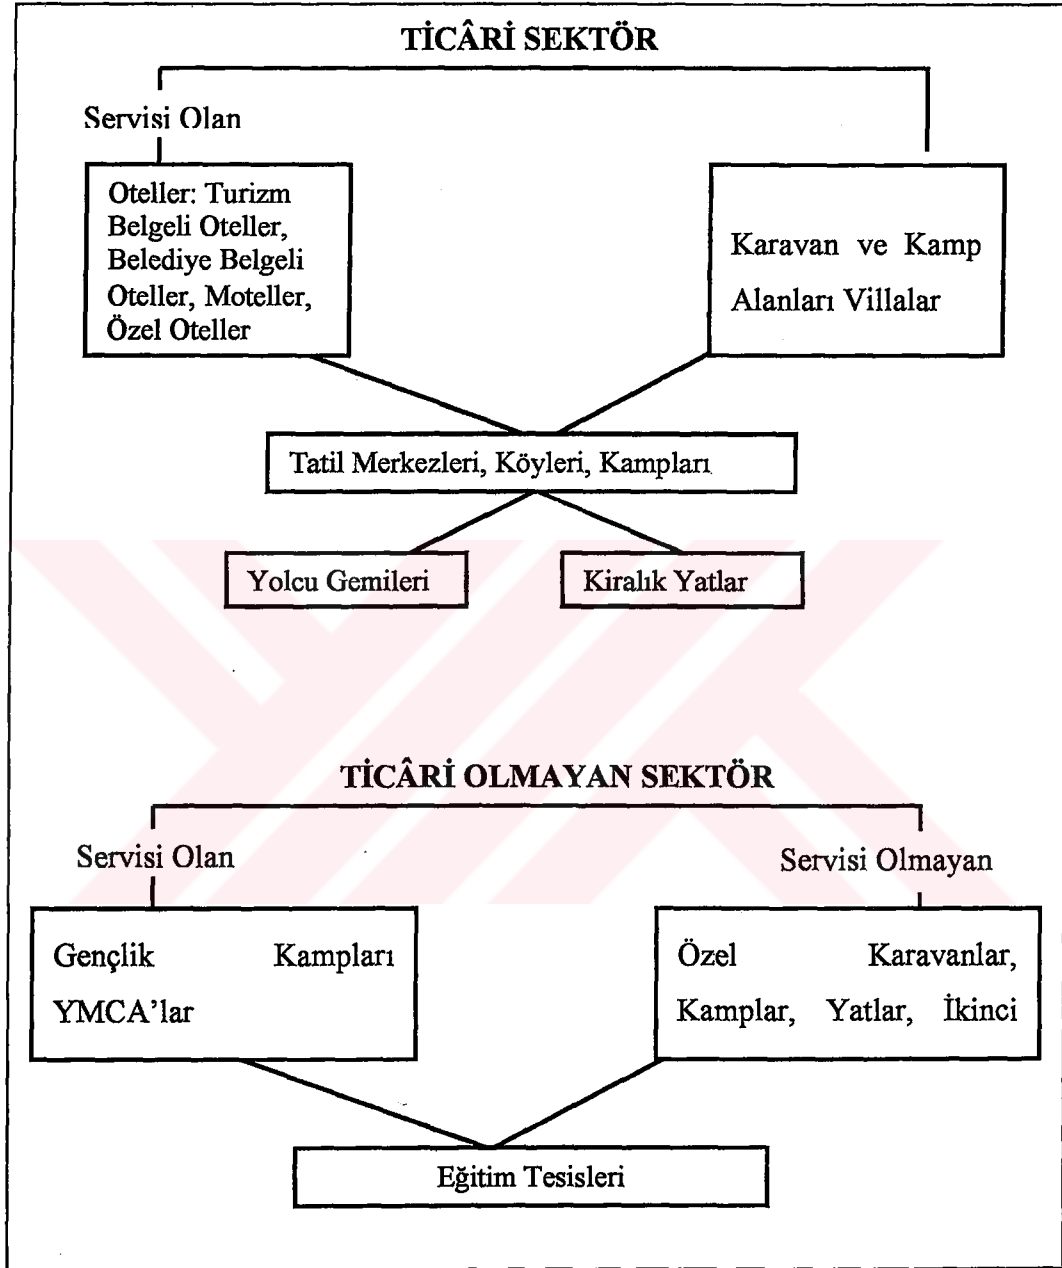 TİCÂRİ SEKTÖR
Servisi Olan
Oteller: Turizm
Belgeli Oteller,
Belediye Belgeli
Oteller, Moteller,
Özel Oteller
Karavan ve Kamp
Alanları Villalar
Tatil Merkezleri, Köyleri, Kampları
Yolcu Gemileri
Kiralık Yatlar
TİCÂRİ OLMAYAN SEKTÖR
Servisi Olan
Servisi Olmayan
Gençlik Kampları
YMCA'lar
Özel Karavanlar,
Kamplar, Yatlar, İkinci
Eğitim Tesisleri